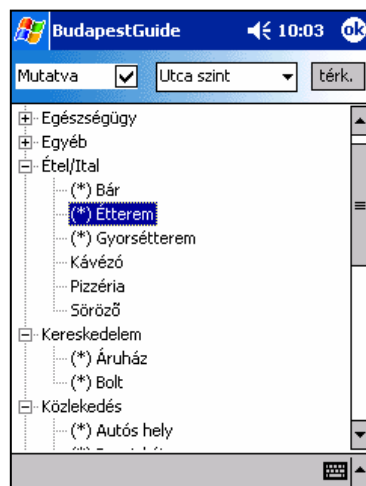 BudapestGuide 10:03 ok
Mutatva Utca szint térk.
Egészségügy
Egyéb
Étel/Ital
(*) Bár
(*) Étterem
(*) Gyorsétterem
Kávézó
Pizzéria
Söröző
Kereskedelem
(*) Áruház
(*) Bolt
Közlekedés
(*) Autós hely